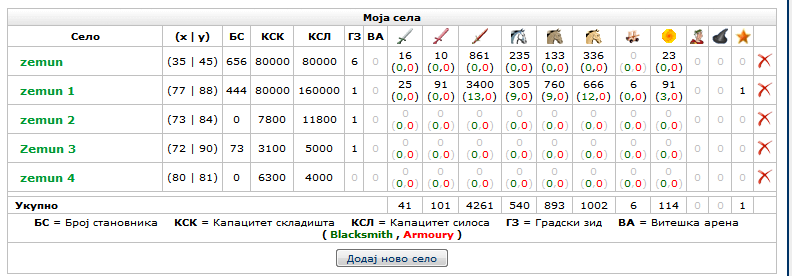 Моја села
Село (x | y) БС КСК КСЛ ГЗ ВА
zemun (35 | 45) 656 80000 80000 6 0 16 10 861 235 133 336 0 23 0 0 0
(0,0) (0,0) (0,0) (0,0) (0,0) (0,0) (0.0) (0,0)
zemun 1 (77 | 88) 444 80000 160000 1 0 25 91 3400 305 760 666 6 91 0 0 1
(0,0) (0,0) (13,0) (9,0) (9,0) (12,0) (0,0) (3,0)
zemun 2 (73 | 84) 0 7800 11800 1 0 0 0 0 0 0 0 0 0 0 0 0
(0.0) (0.0) (0.0) (0.0) (0.0) (0.0) (0.0) (0.0)
Zemun 3 (72 | 90) 73 3100 5000 1 0 0 0 0 0 0 0 0 0 0 0 0
(0.0) (0.0) (0.0) (0.0) (0.0) (0.0) (0.0) (0.0)
zemun 4 (80 | 81) 0 6300 4000 0 0 0 0 0 0 0 0 0 0 0 0 0
(0.0) (0.0) (0.0) (0.0) (0.0) (0.0) (0.0) (0.0)
Укупно 41 101 4261 540 893 1002 6 114 0 0 1
БС = Број становника КСК = Капацитет складишта КСЛ = Капацитет силоса ГЗ = Градски зид ВА = Витешка арена
( Blacksmith , Armoury )
Додај ново село